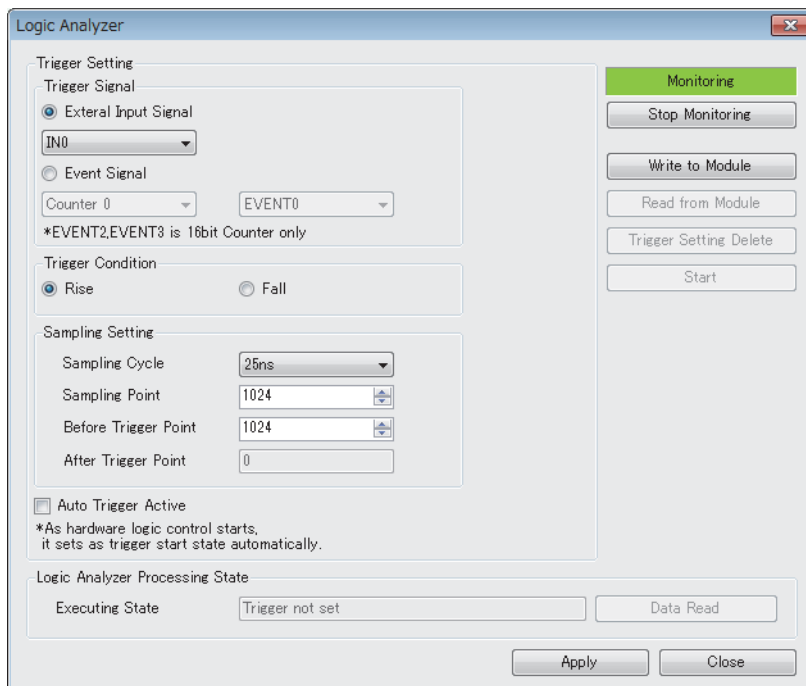 Logic Analyzer
Trigger Setting
Trigger Signal
Exteral Input Signal
IN0
Event Signal
Counter 0
EVENT0
*EVENT2,EVENT3 is 16bit Counter only
Trigger Condition
Rise
Fall
Sampling Setting
Sampling Cycle
25ns
Sampling Point
1024
Before Trigger Point
1024
After Trigger Point
0
Auto Trigger Active
*As hardware logic control starts,
it sets as trigger start state automatically.
Monitoring
Stop Monitoring
Write to Module
Read from Module
Trigger Setting Delete
Start
Logic Analyzer Processing State
Executing State
Trigger not set
Data Read
Apply
Close